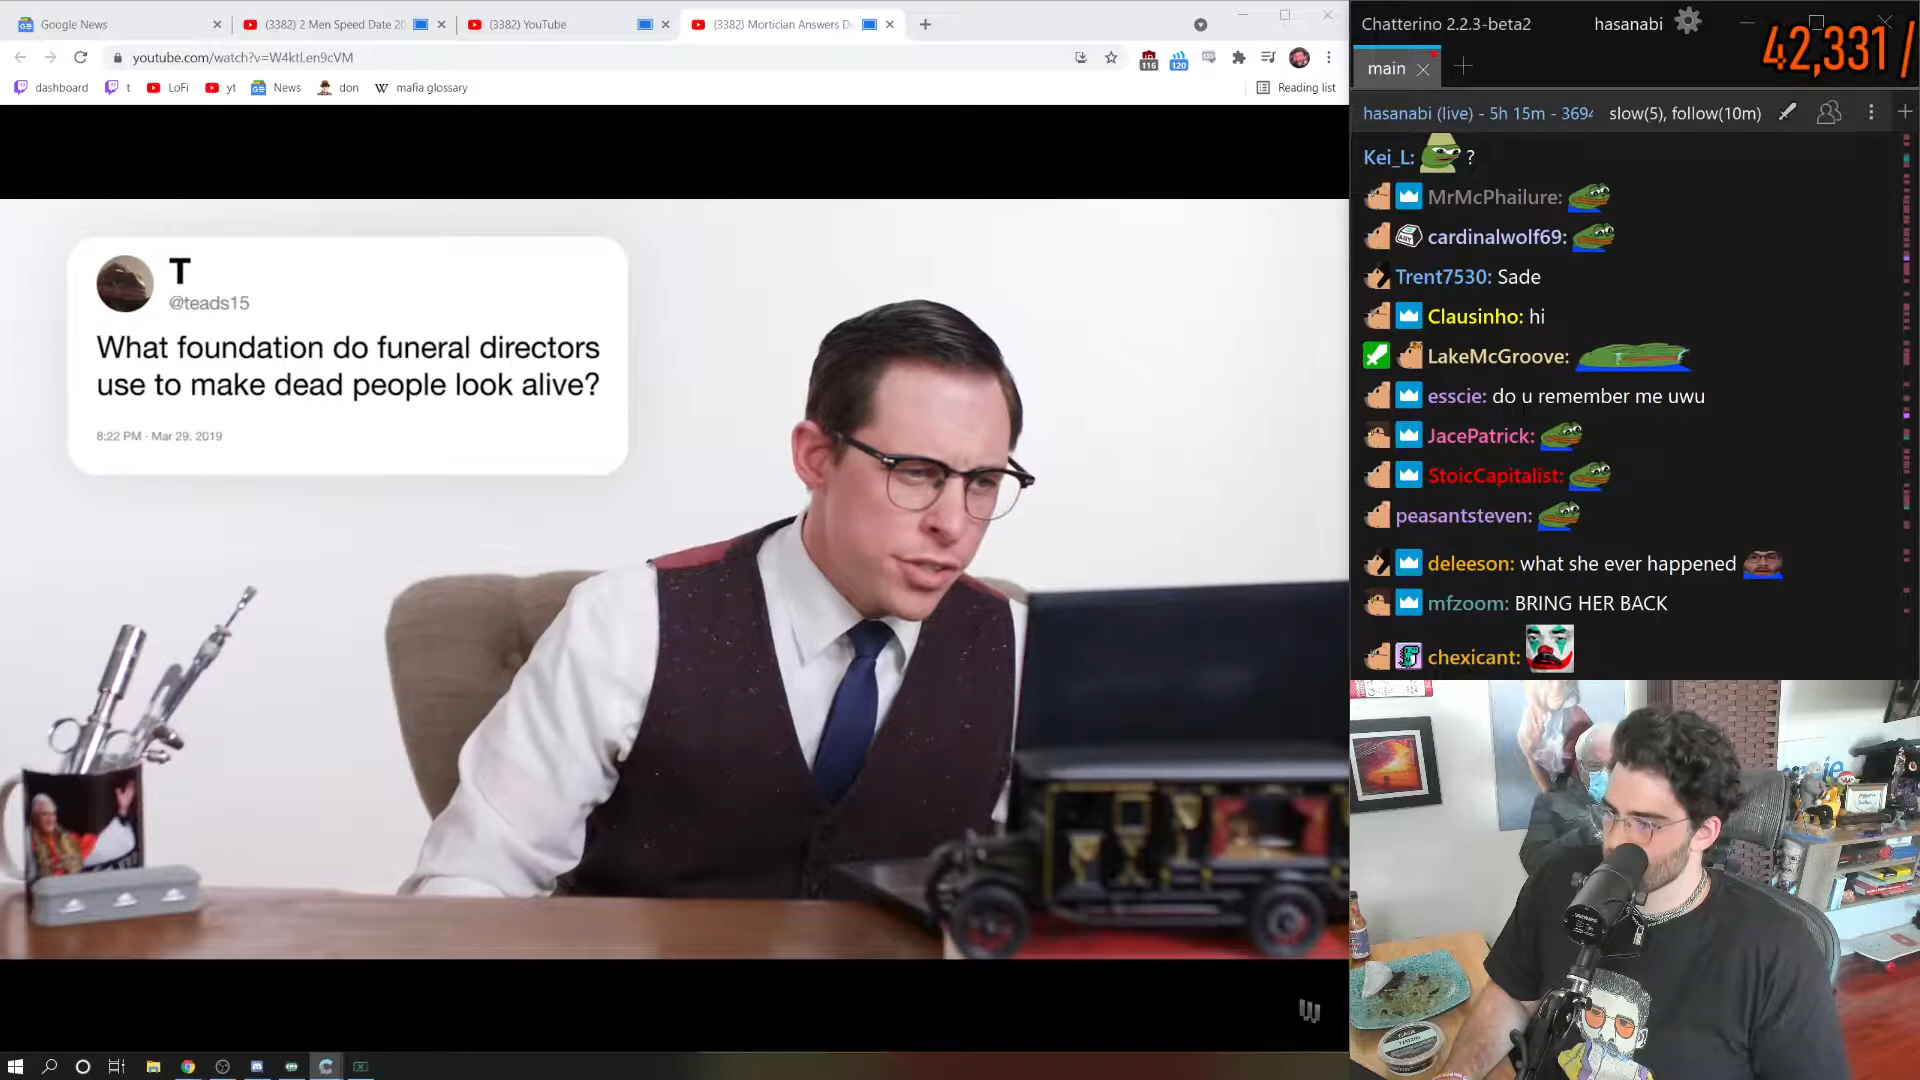 Google News
(3382) 2 Men Speed Date 20
(3382) YouTube
(3382) Mortician Answers De
youtube.com/watch?v=W4ktLen9cVM
116
120
dashboard
t
LoFi
yt
News
don
W
mafia glossary
Reading list
T
@teads15
What foundation do funeral directors
use to make dead people look alive?
8:22 PM - Mar 29, 2019
Chatterino 2.2.3-beta2
hasanabi
42,331 /
main
hasanabi (live) - 5h 15m - 369
slow(5), follow(10m)
Kei_L: ?
MrMcPhailure:
cardinalwolf69:
Trent7530: Sade
Clausinho: hi
LakeMcGroove:
esscie: do u remember me uwu
JacePatrick:
StoicCapitalist:
peasantsteven:
deleeson: what she ever happened
mfzoom: BRING HER BACK
chexicant: